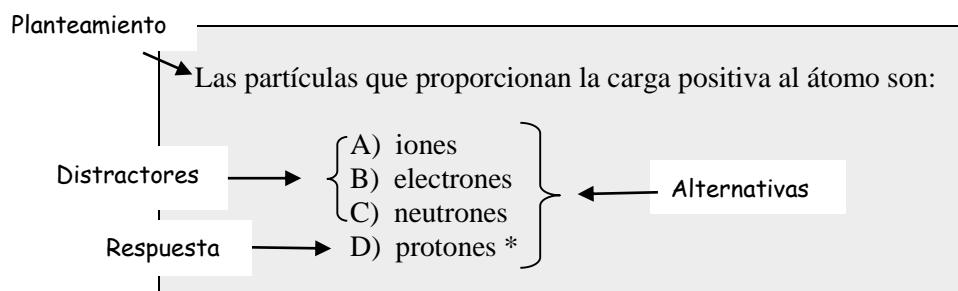 Planteamiento
Las partículas que proporcionan la carga positiva al átomo son:
A) iones
Distractores B) electrones Alternativas
C) neutrones
Respuesta D) protones *